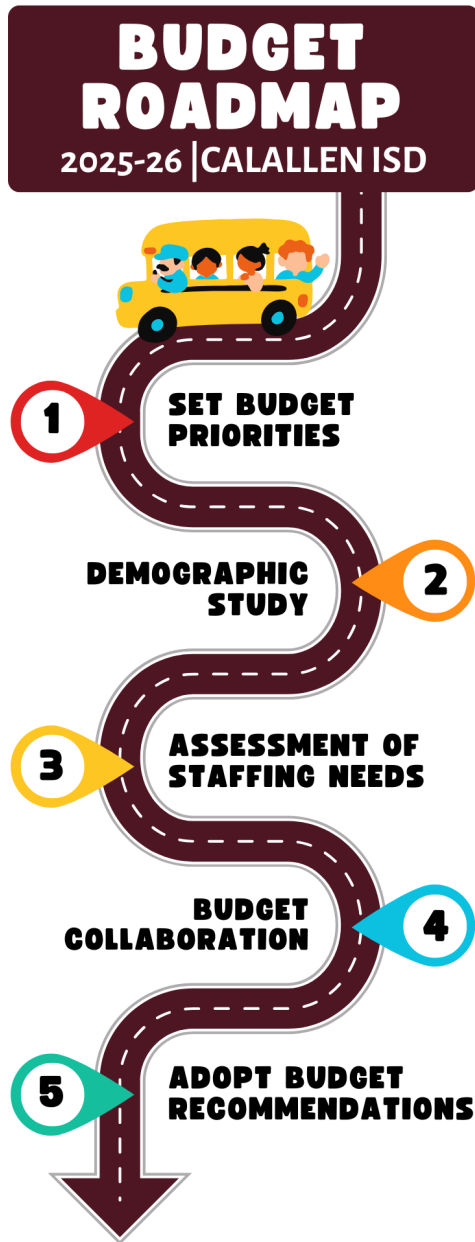 BUDGET
ROADMAP
2025-26 | CALALLEN ISD
1
SET BUDGET
PRIORITIES
DEMOGRAPHIC
STUDY
2
3
ASSESSMENT OF
STAFFING NEEDS
BUDGET
COLLABORATION
4
5
ADOPT BUDGET
RECOMMENDATIONS